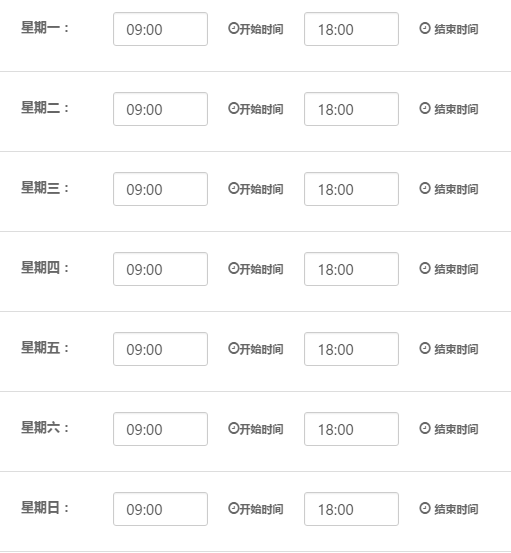 星期一： 09:00 开始时间 18:00 结束时间
星期二： 09:00 开始时间 18:00 结束时间
星期三： 09:00 开始时间 18:00 结束时间
星期四： 09:00 开始时间 18:00 结束时间
星期五： 09:00 开始时间 18:00 结束时间
星期六： 09:00 开始时间 18:00 结束时间
星期日： 09:00 开始时间 18:00 结束时间